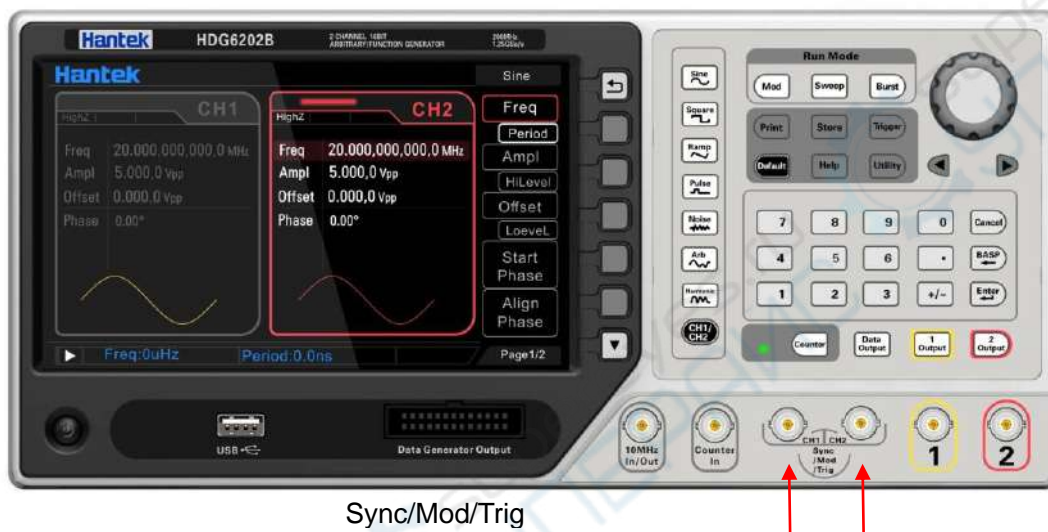 Hantek HDG6202B 2 CHANNEL 16BIT ARBITRARY/FUNCTION GENERATOR
Hantek Sine
CH1
HighZ
Freq 20.000,000,000,0 MHz
Ampl 5.000,0 Vpp
Offset 0.000,0 Vpp
Phase 0.00°
CH2
HighZ
Freq 20.000,000,000,0 MHz
Ampl 5.000,0 Vpp
Offset 0.000,0 Vpp
Phase 0.00°
Freq
Period
Ampl
HiLevel
Offset
LoeveL
Start
Phase
Align
Phase
Freq:0uHz Period:0.0ns Page1/2
Sine
Square
Ramp
Pulse
Noise
Arb
Harmonic
CH1/
CH2
Run Mode
Mod Sweep Burst
Print Store Trigger
Default Help Utility
7 8 9 0 Cancel
4 5 6 . BASP
1 2 3 +/- Enter
Counter Data Output 1 Output 2 Output
USB
Data Generator Output
10MHz
In/Out
Counter
In
CH1 CH2
Sync
/Mod
/Trig
1
2
Sync/Mod/Trig